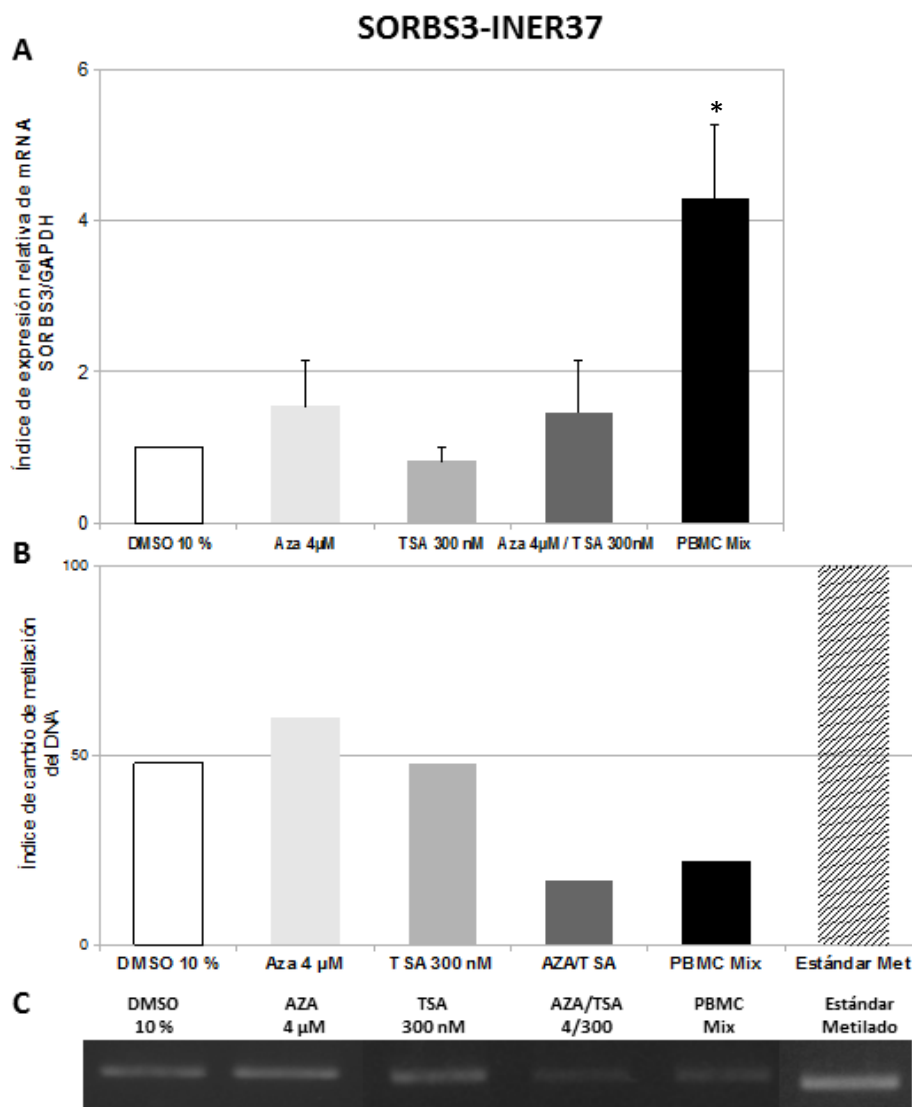 SORBS3-INER37
A
Índice de expresión relativa de mRNA
SORBS3/GAPDH
6
4
2
0
*
DMSO 10 %
Aza 4µM
TSA 300 nM
Aza 4µM / TSA 300nM
PBMC Mix
B
Índice de cambio de metilación
del DNA
100
50
0
DMSO 10 %
Aza 4 µM
TSA 300 nM
AZA/TSA
PBMC Mix
Estándar Met
C
DMSO
10 %
AZA
4 µM
TSA
300 nM
AZA/TSA
4/300
PBMC
Mix
Estándar
Metilado